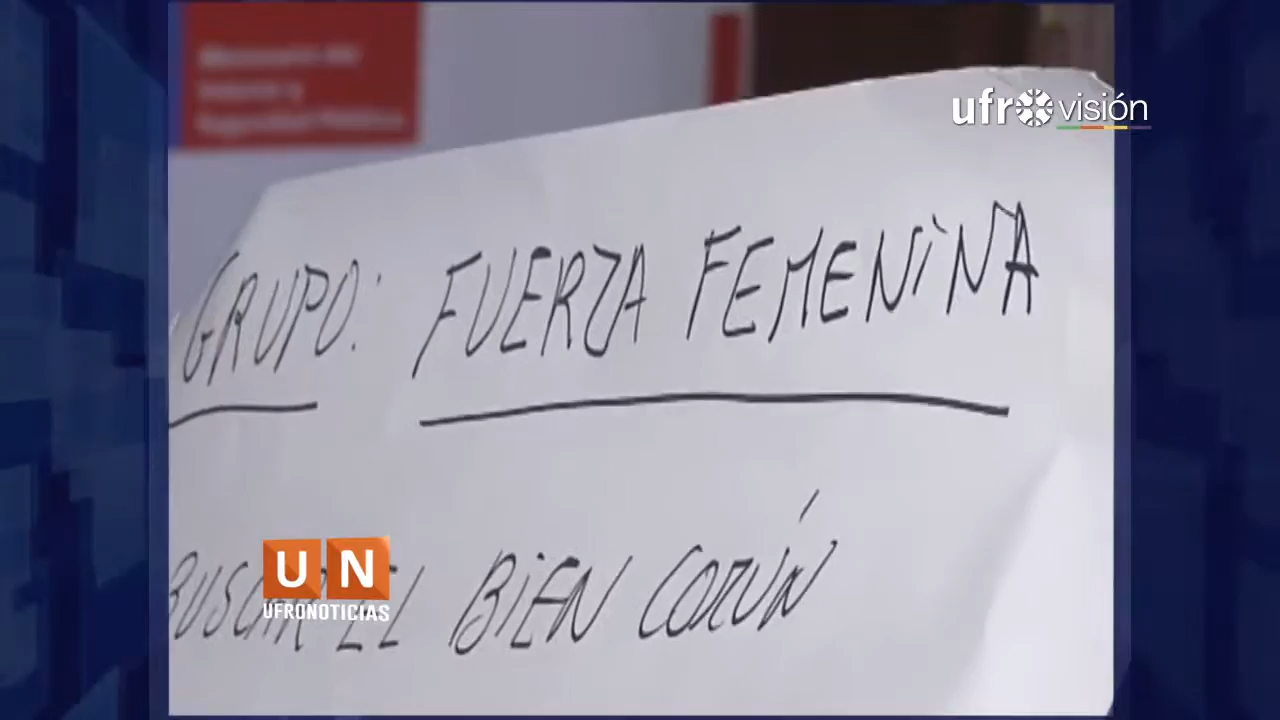 ufrovisión
GRUPO: FUERZA FEMENINA
BUSCAR EL BIEN COMÚN
UN
UFRONOTICIAS